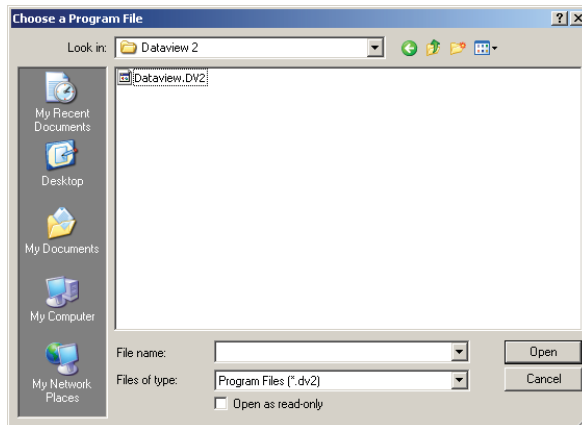 Choose a Program File
Look in:
Dataview 2
Dataview.DV2
My Recent
Documents
Desktop
My Documents
My Computer
My Network
Places
File name:
Open
Files of type:
Program Files (*.dv2)
Cancel
Open as read-only